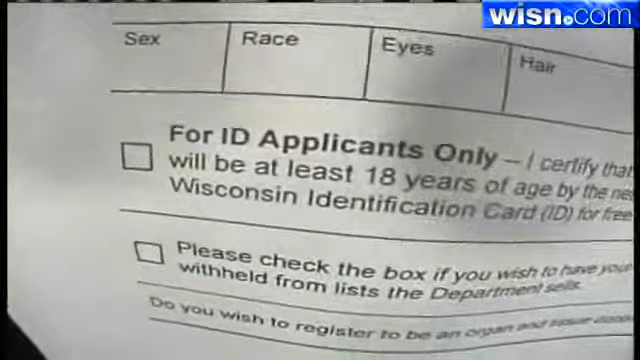 wisn.com
Sex Race Eyes Hair
For ID Applicants Only – I certify that
will be at least 18 years of age by the ne
Wisconsin Identification Card (ID) for free
Please check the box if you wish to have your
withheld from lists the Department sells.
Do you wish to register to be an organ and tissue donor